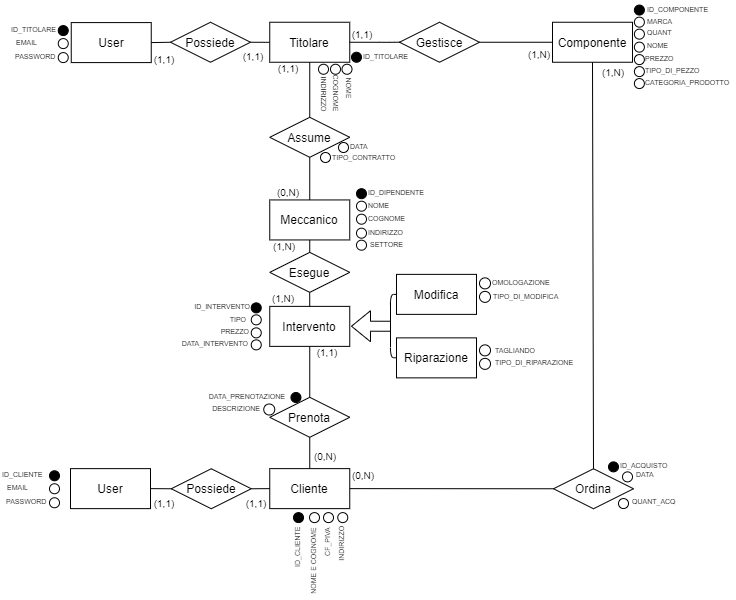 ID_TITOLARE
EMAIL
PASSWORD
User
(1,1)
Possiede
(1,1)
Titolare
(1,1)
(1,1)
ID_TITOLARE
INDIRIZZO
COGNOME
NOME
Gestisce
(1,N)
Componente
(1,N)
ID_COMPONENTE
MARCA
QUANT
NOME
PREZZO
TIPO_DI_PEZZO
CATEGORIA_PRODOTTO
Assume
DATA
TIPO_CONTRATTO
(0,N)
Meccanico
ID_DIPENDENTE
NOME
COGNOME
INDIRIZZO
SETTORE
(1,N)
Esegue
(1,N)
ID_INTERVENTO
TIPO
PREZZO
DATA_INTERVENTO
Intervento
(1,1)
Modifica
OMOLOGAZIONE
TIPO_DI_MODIFICA
Riparazione
TAGLIANDO
TIPO_DI_RIPARAZIONE
DATA_PRENOTAZIONE
DESCRIZIONE
Prenota
(0,N)
ID_CLIENTE
EMAIL
PASSWORD
User
(1,1)
Possiede
(1,1)
Cliente
(0,N)
ID_CLIENTE
NOME E COGNOME
CF_PIVA
INDIRIZZO
Ordina
ID_ACQUISTO
DATA
QUANT_ACQ